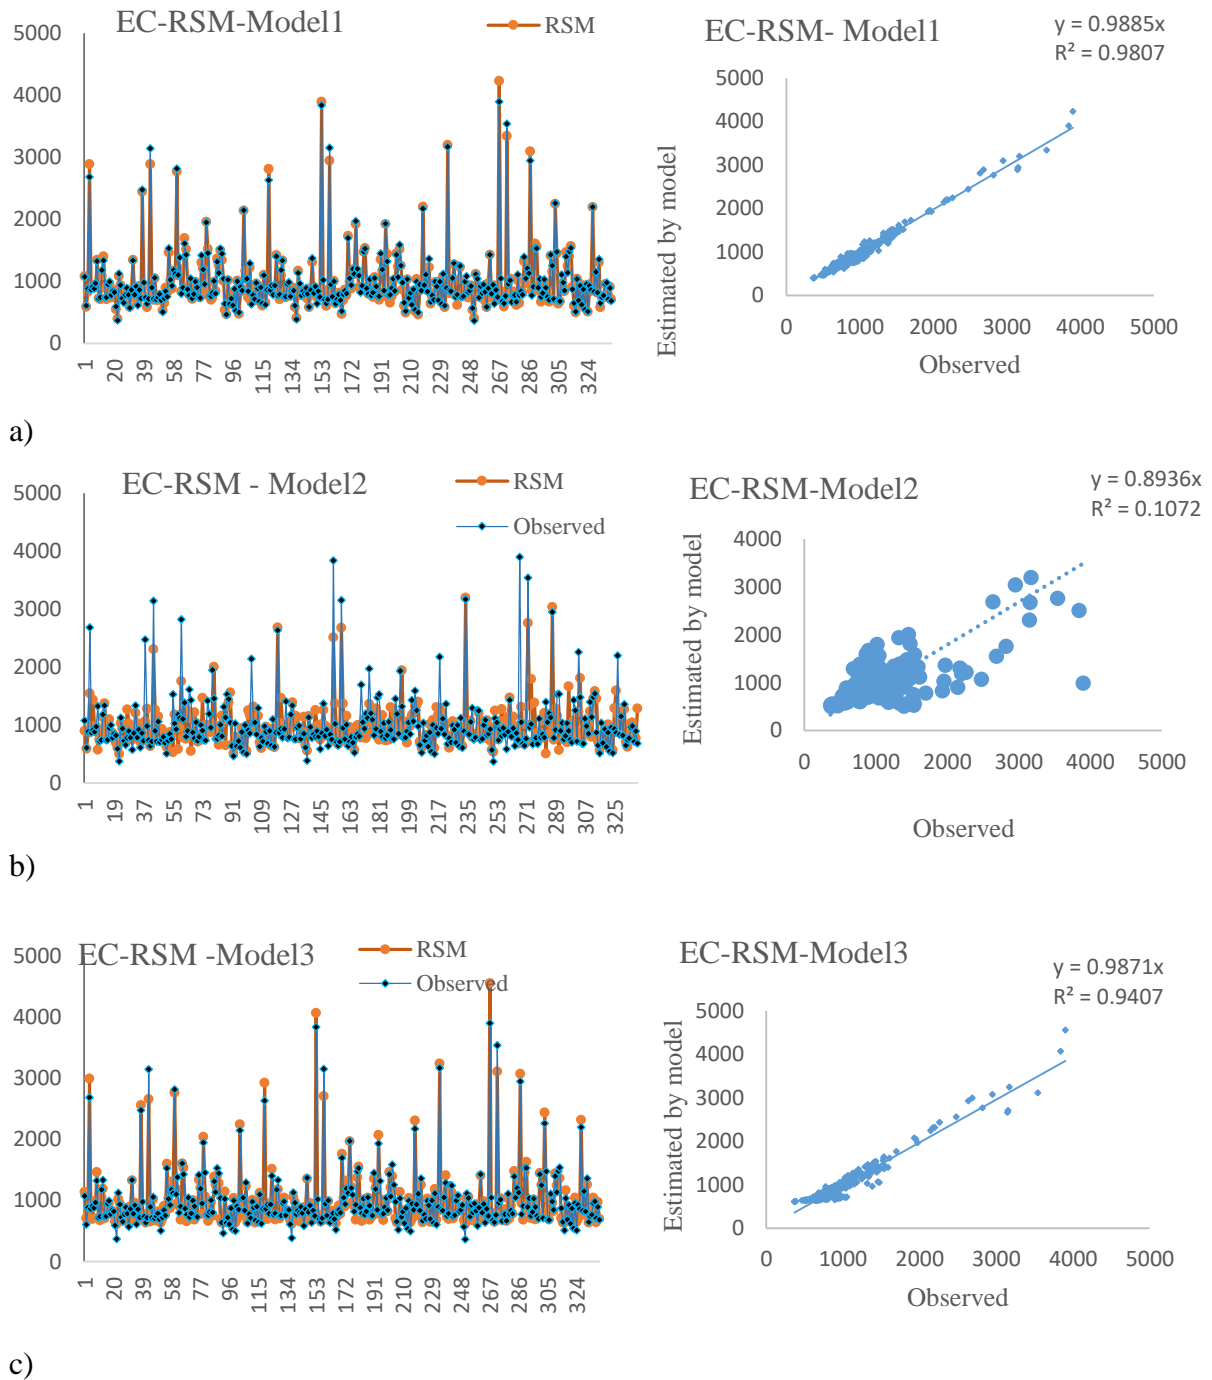 EC-RSM-Model1
RSM
5000
4000
3000
2000
1000
0
1 20 39 58 77 96 115 134 153 172 191 210 229 248 267 286 305 324
EC-RSM- Model1
y = 0.9885x
R² = 0.9807
Estimated by model
5000
4000
3000
2000
1000
0
0 1000 2000 3000 4000 5000
Observed
a)
EC-RSM - Model2
RSM
Observed
5000
4000
3000
2000
1000
0
1 19 37 55 73 91 109 127 145 163 181 199 217 235 253 271 289 307 325
EC-RSM-Model2
y = 0.8936x
R² = 0.1072
Estimated by model
4000
3000
2000
1000
0
0 1000 2000 3000 4000 5000
Observed
b)
EC-RSM -Model3
RSM
Observed
5000
4000
3000
2000
1000
0
1 20 39 58 77 96 115 134 153 172 191 210 229 248 267 286 305 324
EC-RSM-Model3
y = 0.9871x
R² = 0.9407
Estimated by model
5000
4000
3000
2000
1000
0
0 1000 2000 3000 4000 5000
Observed
c)